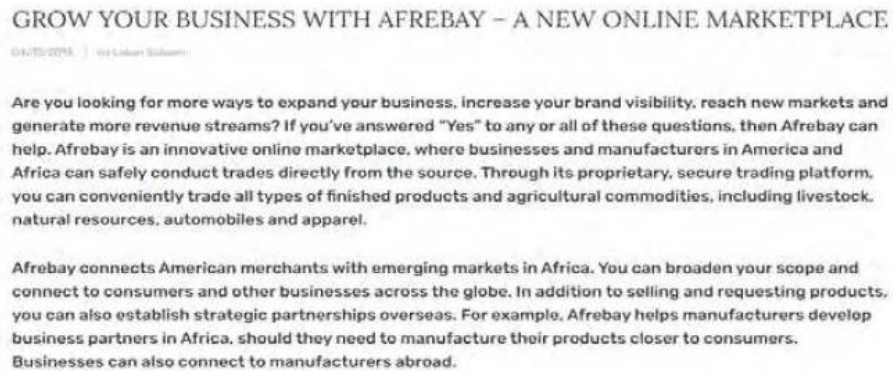 GROW YOUR BUSINESS WITH AFREBAY – A NEW ONLINE MARKETPLACE
Are you looking for more ways to expand your business, increase your brand visibility, reach new markets and
generate more revenue streams? If you've answered "Yes" to any or all of these questions, then Afrebay can
help. Afrebay is an innovative online marketplace, where businesses and manufacturers in America and
Africa can safely conduct trades directly from the source. Through its proprietary, secure trading platform,
you can conveniently trade all types of finished products and agricultural commodities, including livestock,
natural resources, automobiles and apparel.
Afrebay connects American merchants with emerging markets in Africa. You can broaden your scope and
connect to consumers and other businesses across the globe. In addition to selling and requesting products,
you can also establish strategic partnerships overseas. For example, Afrebay helps manufacturers develop
business partners in Africa, should they need to manufacture their products closer to consumers.
Businesses can also connect to manufacturers abroad.